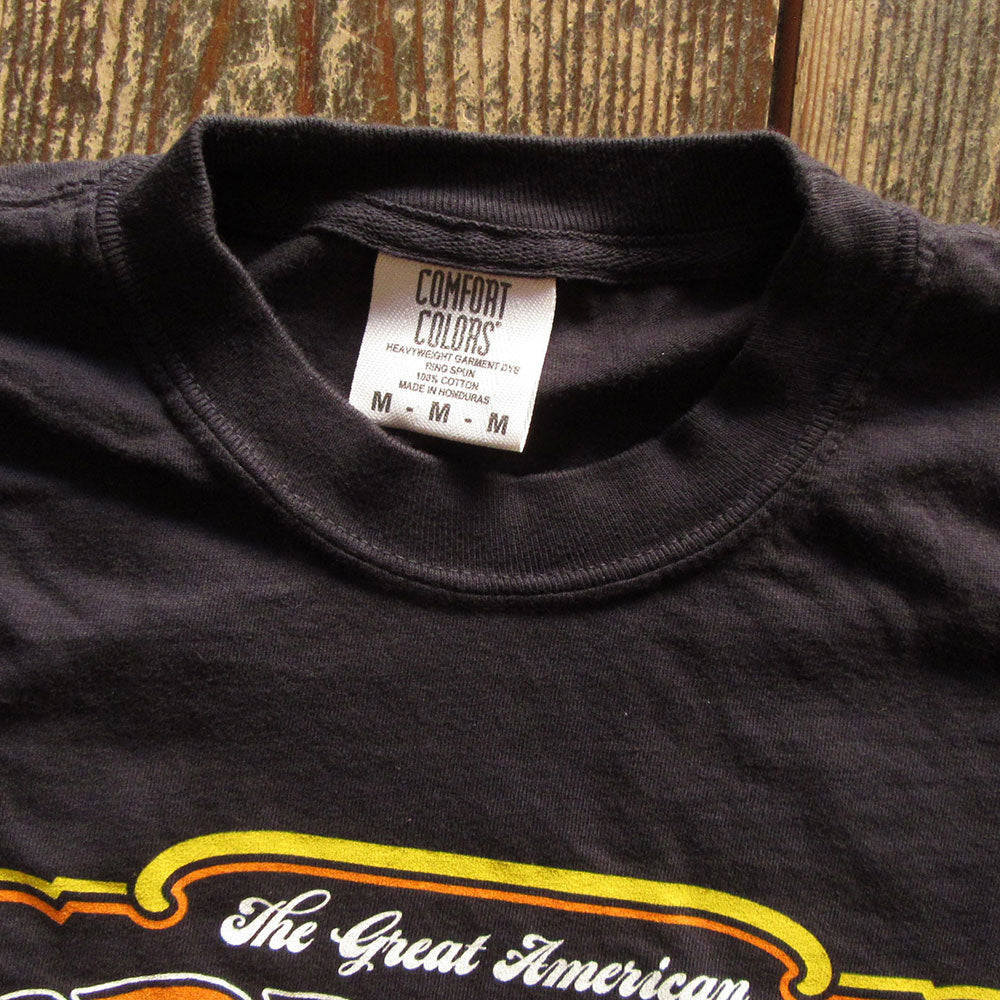 COMFORT
COLORS®
HEAVYWEIGHT GARMENT DYE
RING SPUN
100% COTTON
MADE IN HONDURAS
M - M - M
The Great American